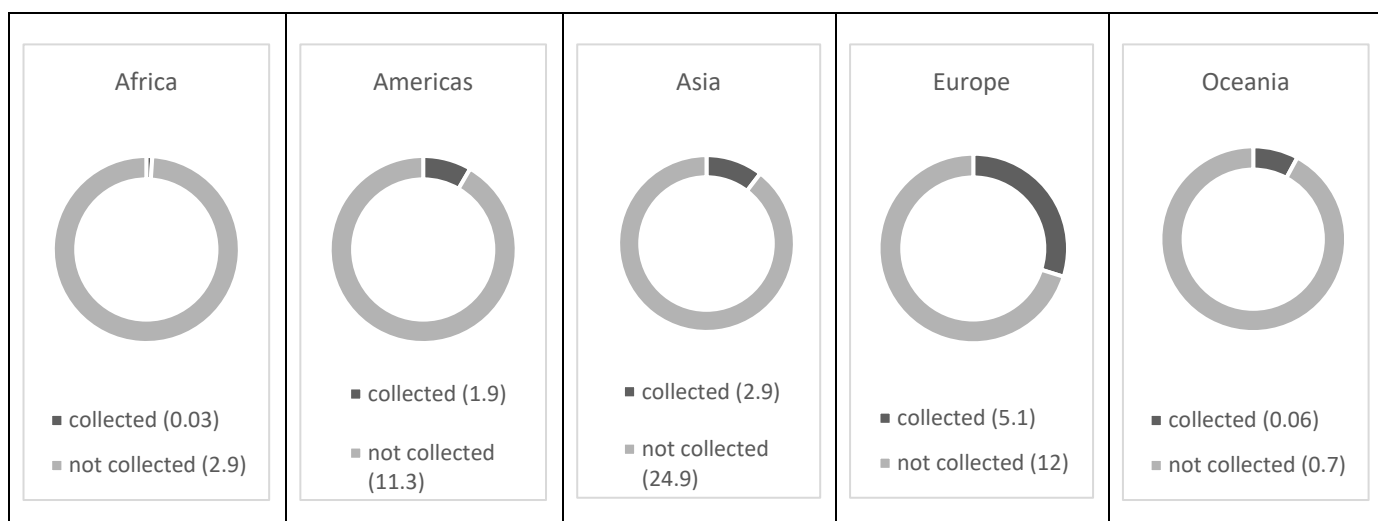 Africa
collected (0.03)
not collected (2.9)
Americas
collected (1.9)
not collected
(11.3)
Asia
collected (2.9)
not collected
(24.9)
Europe
collected (5.1)
not collected (12)
Oceania
collected (0.06)
not collected (0.7)